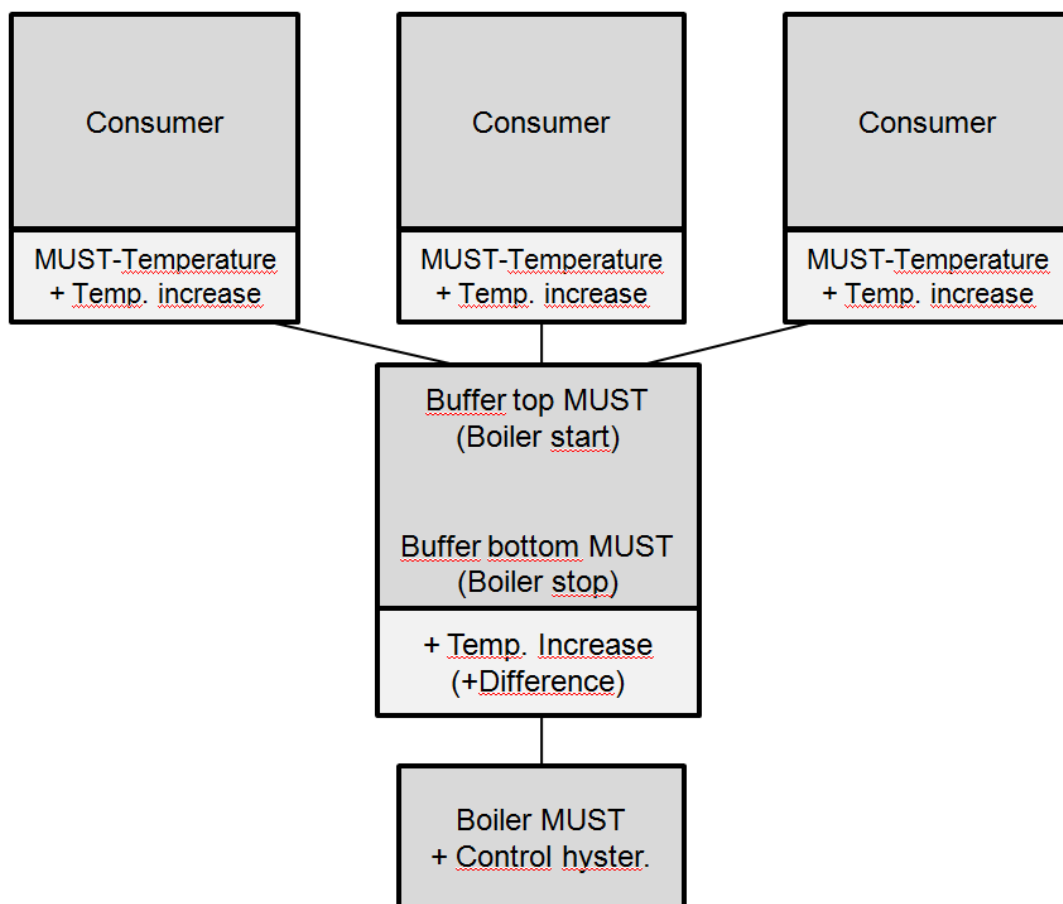 Consumer
MUST-Temperature
+ Temp. increase
Consumer
MUST-Temperature
+ Temp. increase
Consumer
MUST-Temperature
+ Temp. increase
Buffer top MUST
(Boiler start)
Buffer bottom MUST
(Boiler stop)
+ Temp. Increase
(+Difference)
Boiler MUST
+ Control hyster.